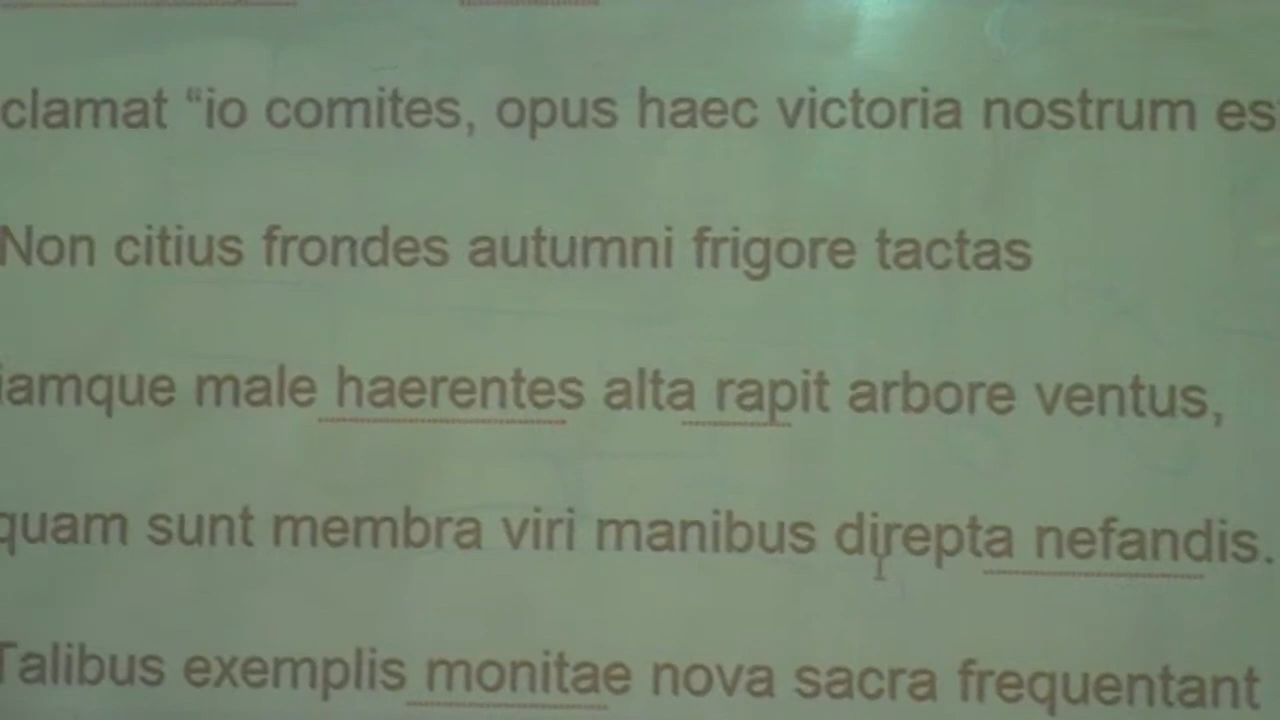 clamat “io comites, opus haec victoria nostrum es
Non citius frondes autumni frigore tactas
iamque male haerentes alta rapit arbore ventus,
quam sunt membra viri manibus direpta nefandis.
Talibus exemplis monitae nova sacra frequentant